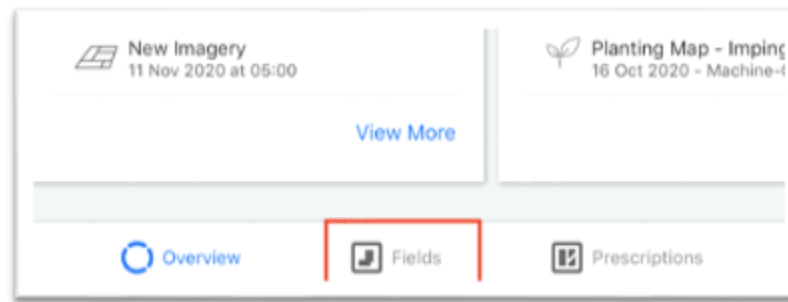 New Imagery
11 Nov 2020 at 05:00
View More
Planting Map - Imping
16 Oct 2020 - Machine-
Overview
Fields
Prescriptions